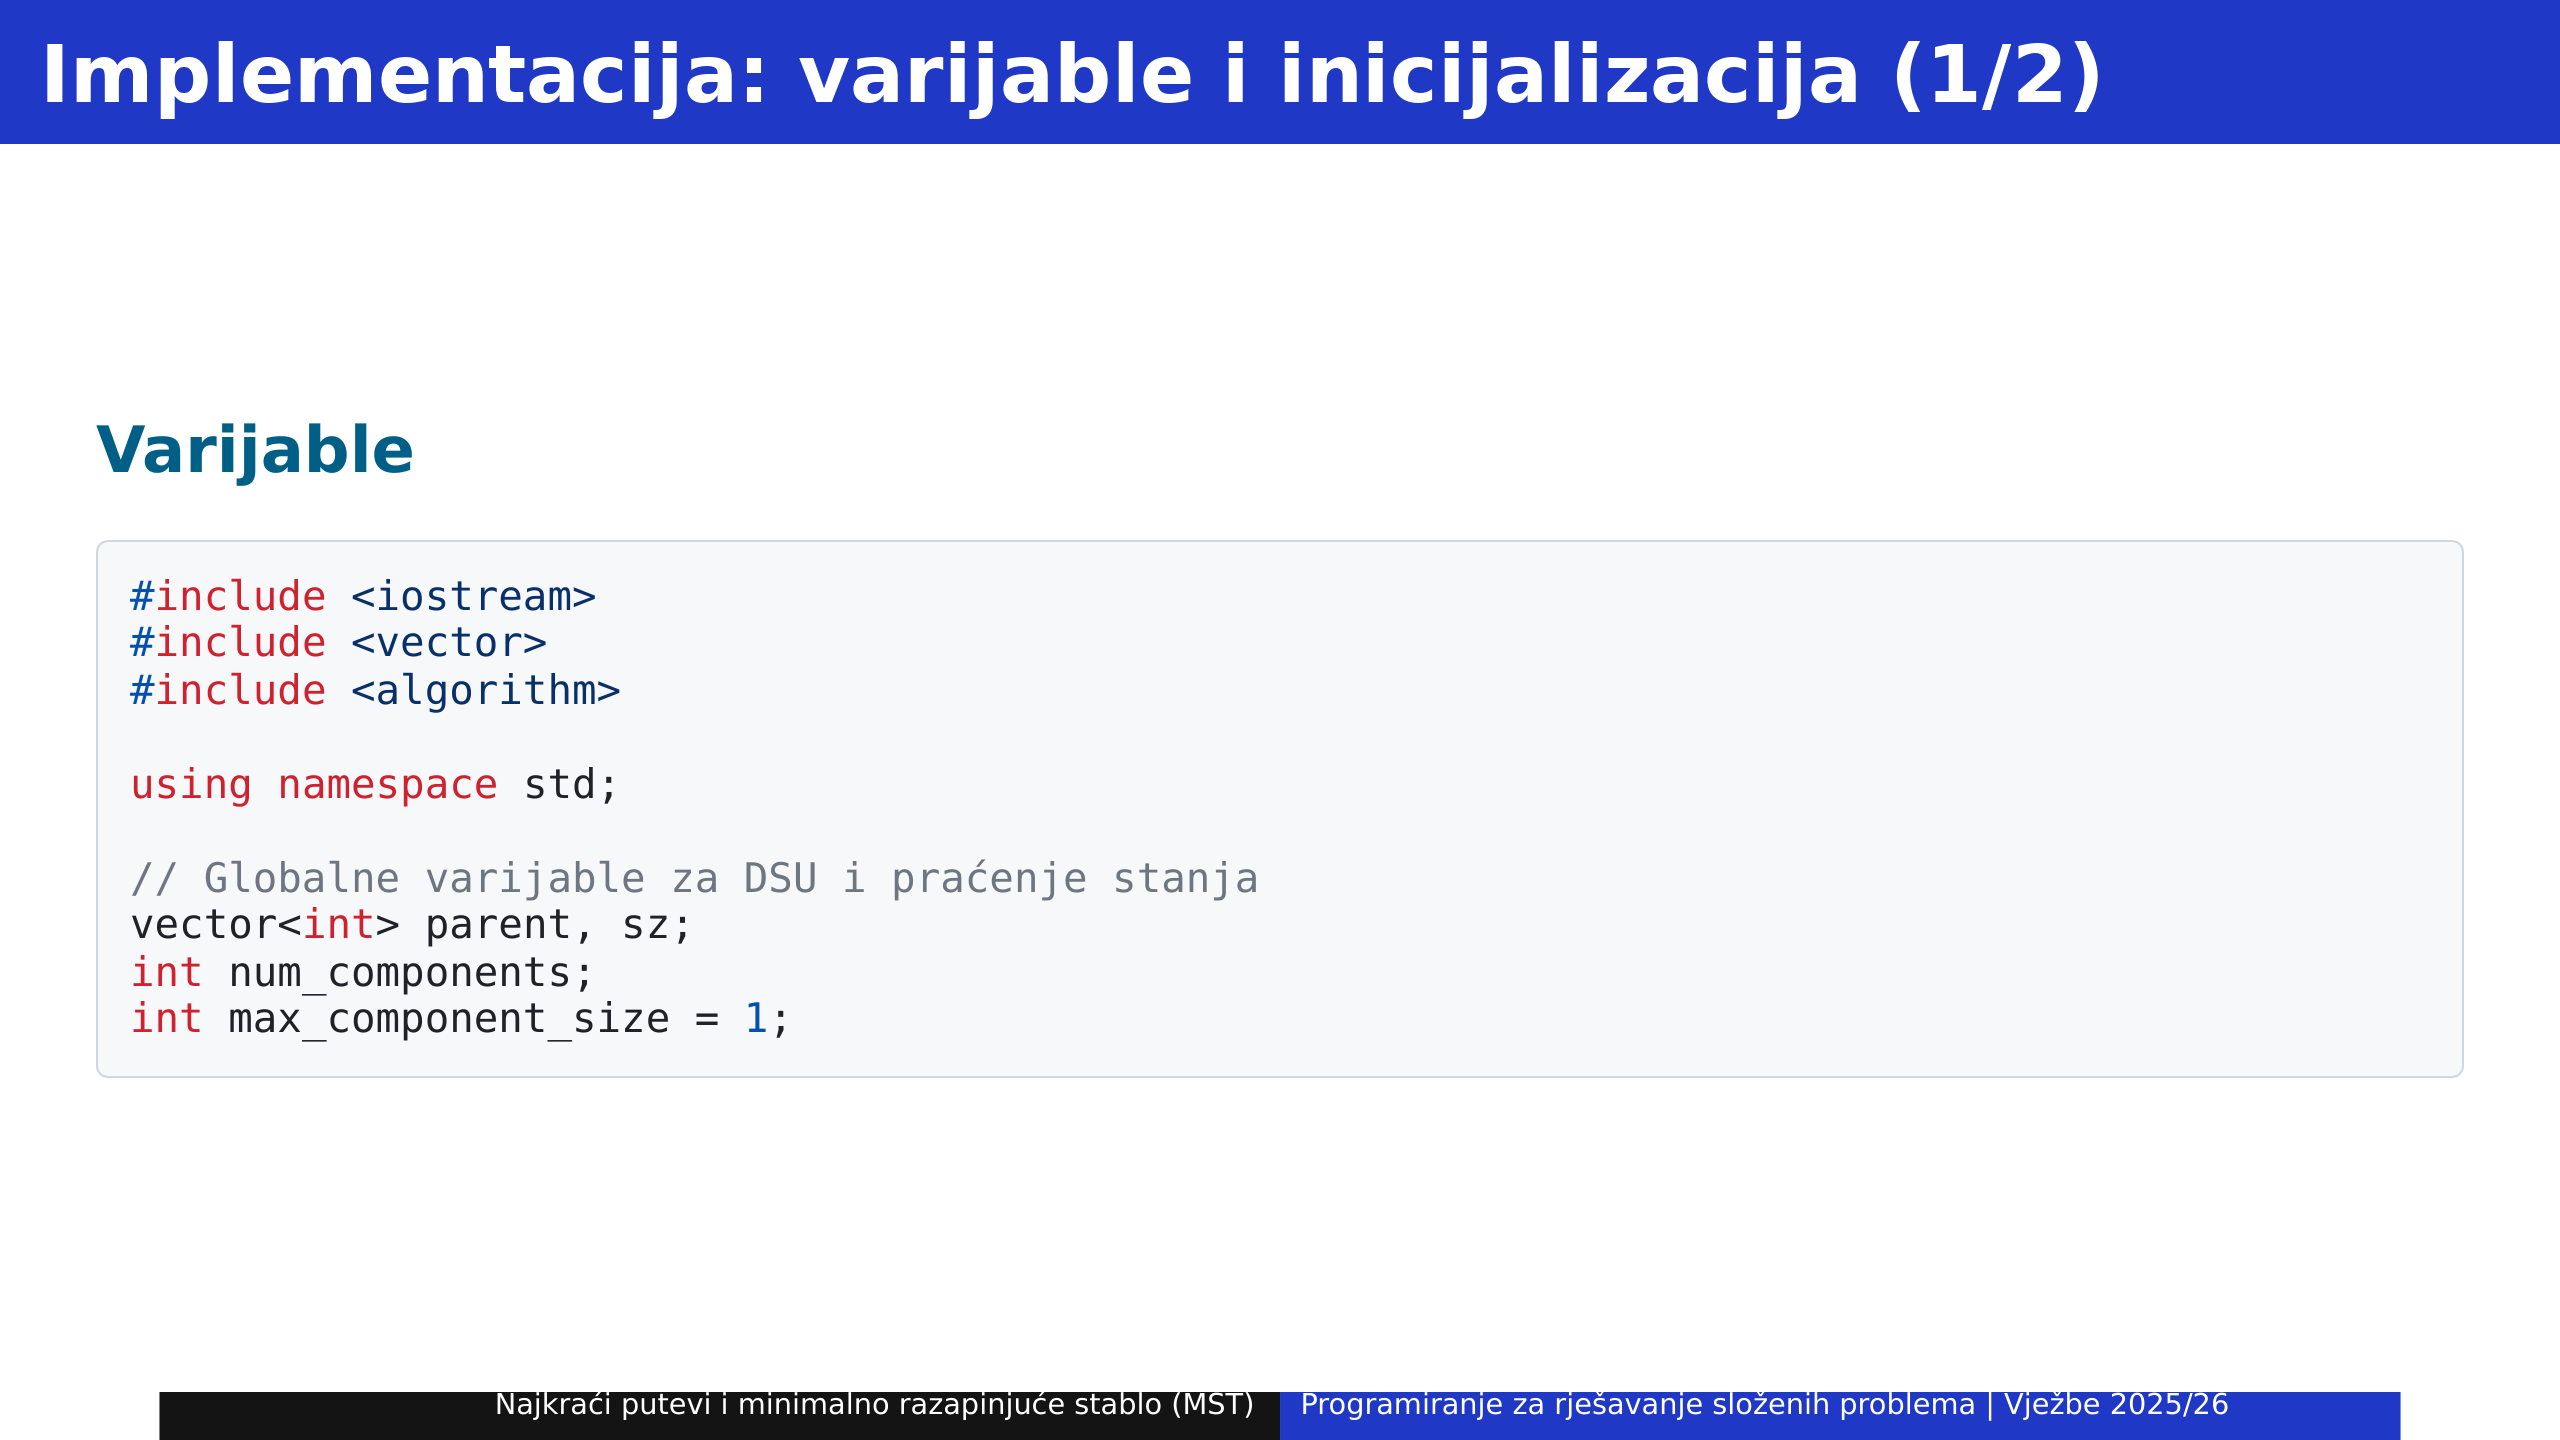 Implementacija: varijable i inicijalizacija (1/2)
Varijable
#include <iostream>
#include <vector>
#include <algorithm>
using namespace std;
// Globalne varijable za DSU i praćenje stanja
vector<int> parent, sz;
int num_components;
int max_component_size = 1;
Najkraći putevi i minimalno razapinjuće stablo (MST)
Programiranje za rješavanje složenih problema | Vježbe 2025/26